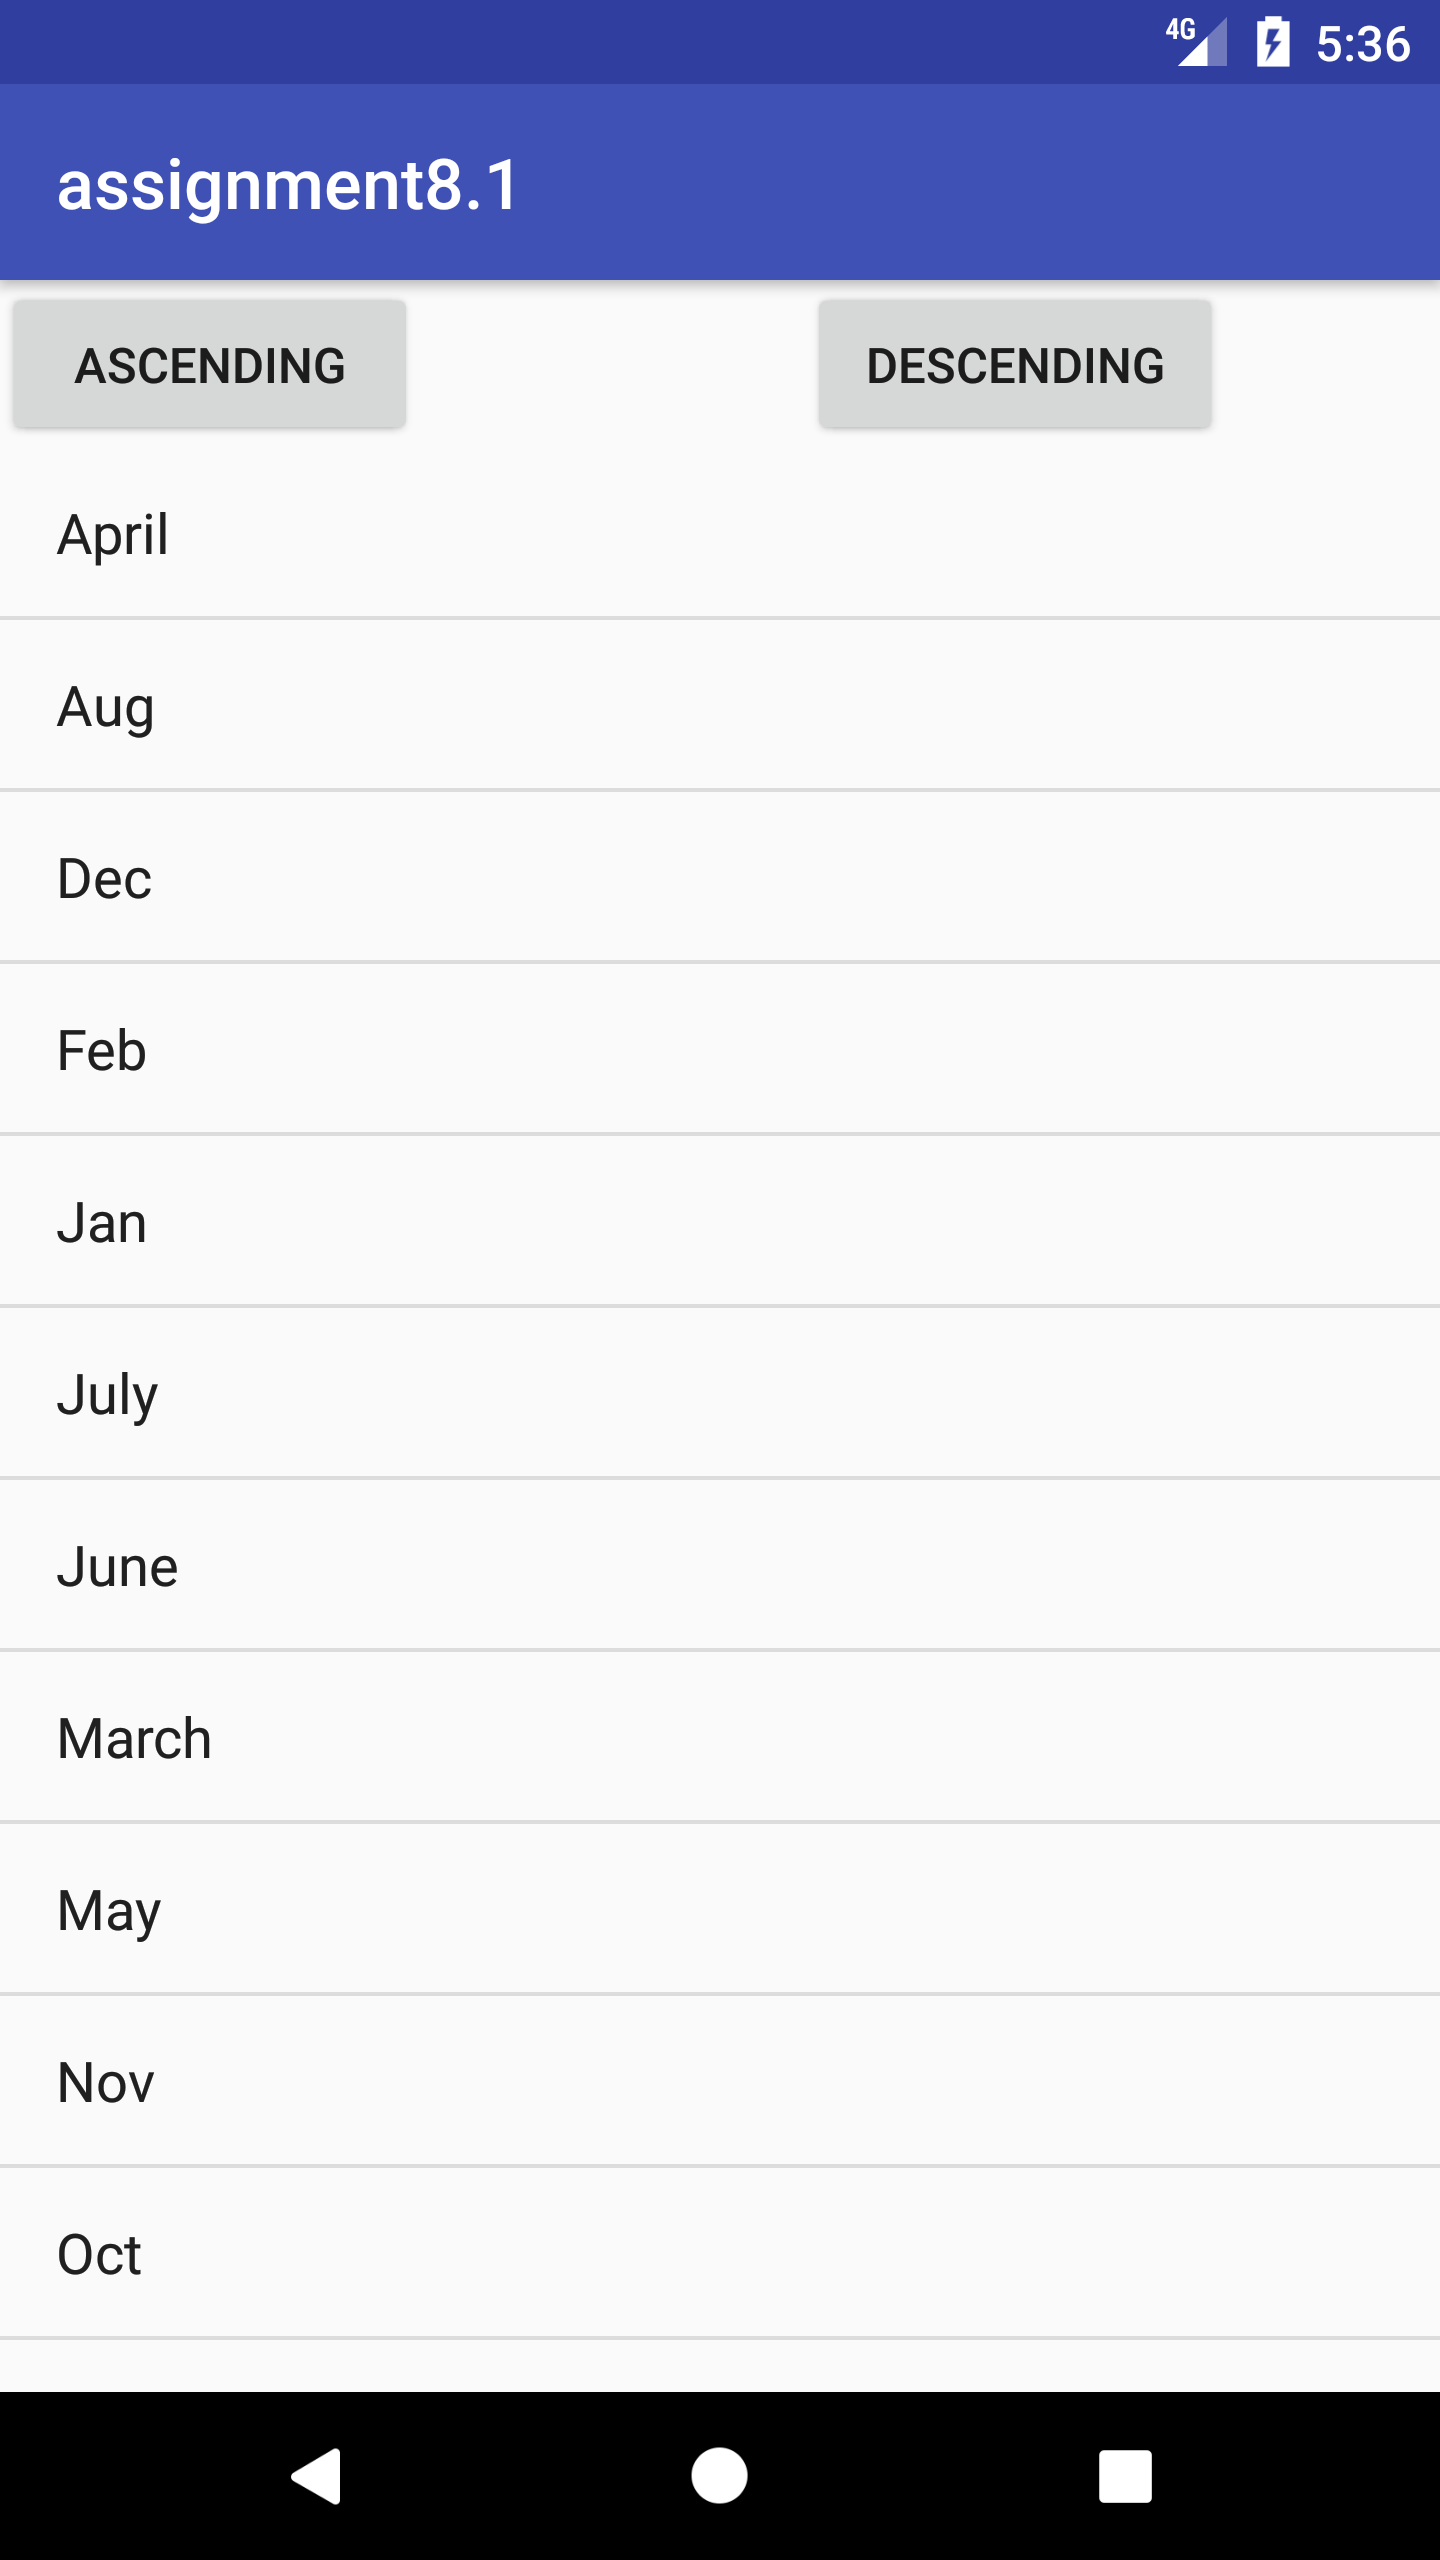 4G 5:36
assignment8.1
ASCENDING DESCENDING
April
Aug
Dec
Feb
Jan
July
June
March
May
Nov
Oct